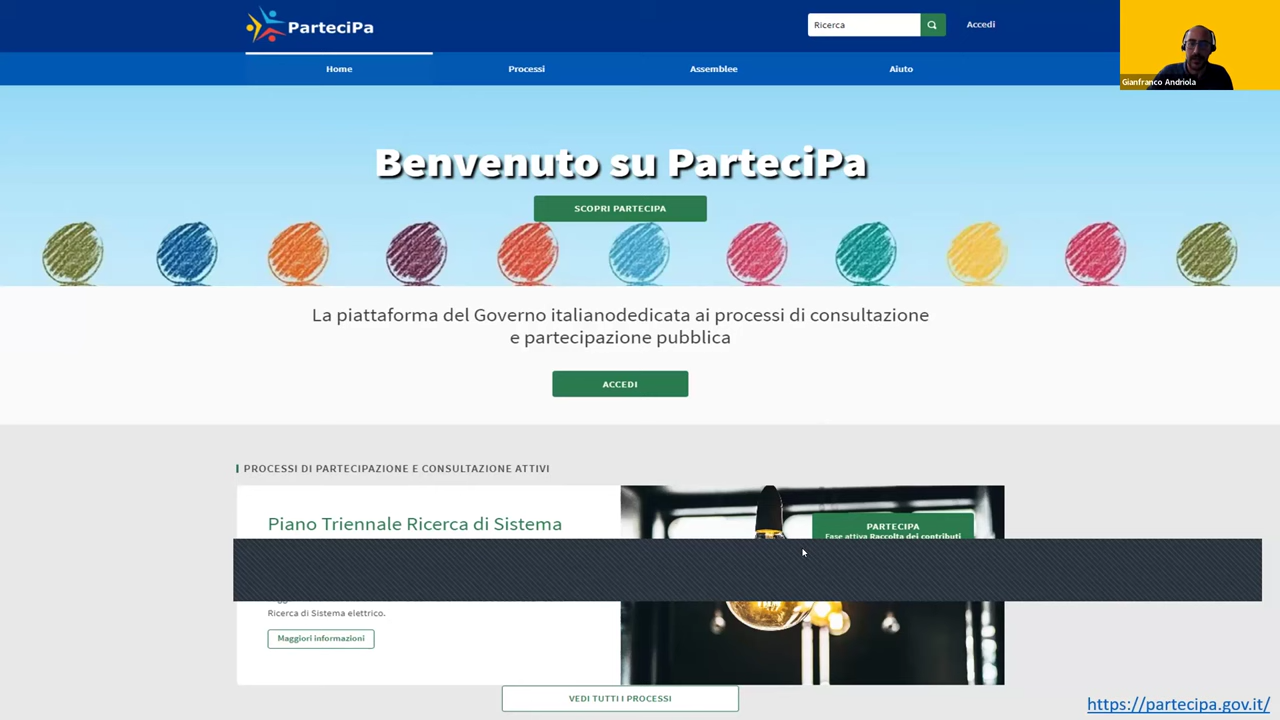 ParteciPa
Ricerca
Accedi
Home
Processi
Assemblee
Aiuto
Gianfranco Andriola
Benvenuto su ParteciPa
SCOPRI PARTECIPA
La piattaforma del Governo italianodedicata ai processi di consultazione
e partecipazione pubblica
ACCEDI
PROCESSI DI PARTECIPAZIONE E CONSULTAZIONE ATTIVI
Piano Triennale Ricerca di Sistema
PARTECIPA
Fase attiva Raccolta dei contributi
Ricerca di Sistema elettrico.
Maggiori informazioni
VEDI TUTTI I PROCESSI
https://partecipa.gov.it/